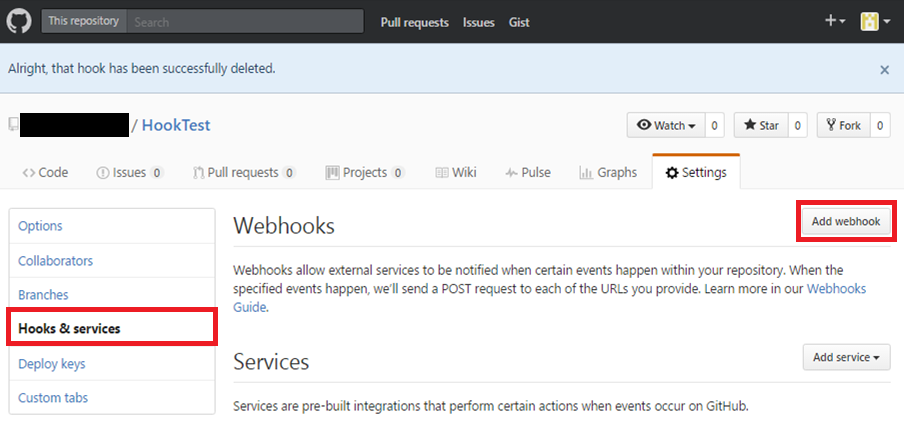 This repository Search Pull requests Issues Gist
Alright, that hook has been successfully deleted.
/ HookTest Watch 0 Star 0 Fork 0
Code Issues 0 Pull requests 0 Projects 0 Wiki Pulse Graphs Settings
Options
Collaborators
Branches
Hooks & services
Deploy keys
Custom tabs
Webhooks Add webhook
Webhooks allow external services to be notified when certain events happen within your repository. When the
specified events happen, we'll send a POST request to each of the URLs you provide. Learn more in our Webhooks
Guide.
Services Add service
Services are pre-built integrations that perform certain actions when events occur on GitHub.